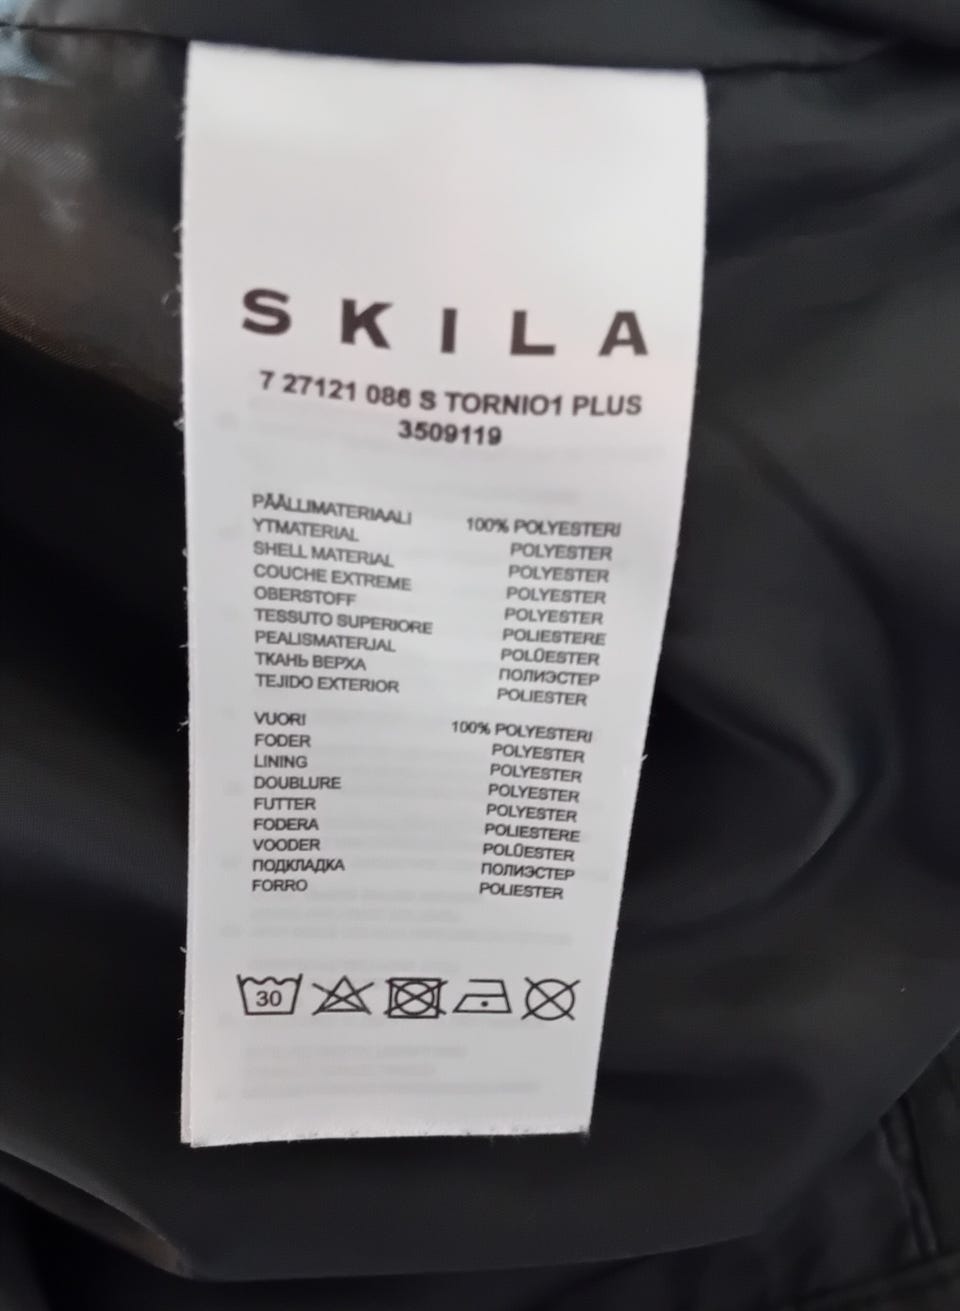 SKILA
7 27121 086 S TORNIO1 PLUS
3509119
PÄÄLLIMATERIAALI 100% POLYESTERI
YTMATERIAL POLYESTER
SHELL MATERIAL POLYESTER
COUCHE EXTREME POLYESTER
OBERSTOFF POLYESTER
TESSUTO SUPERIORE POLIESTERE
PEALISMATERJAL POLÜESTER
ТКАНЬ ВЕРХА ПОЛИЭСТЕР
TEJIDO EXTERIOR POLIESTER
VUORI 100% POLYESTERI
FODER POLYESTER
LINING POLYESTER
DOUBLURE POLYESTER
FUTTER POLYESTER
FODERA POLIESTERE
VOODER POLÜESTER
ПОДКЛАДКА ПОЛИЭСТЕР
FORRO POLIESTER
30